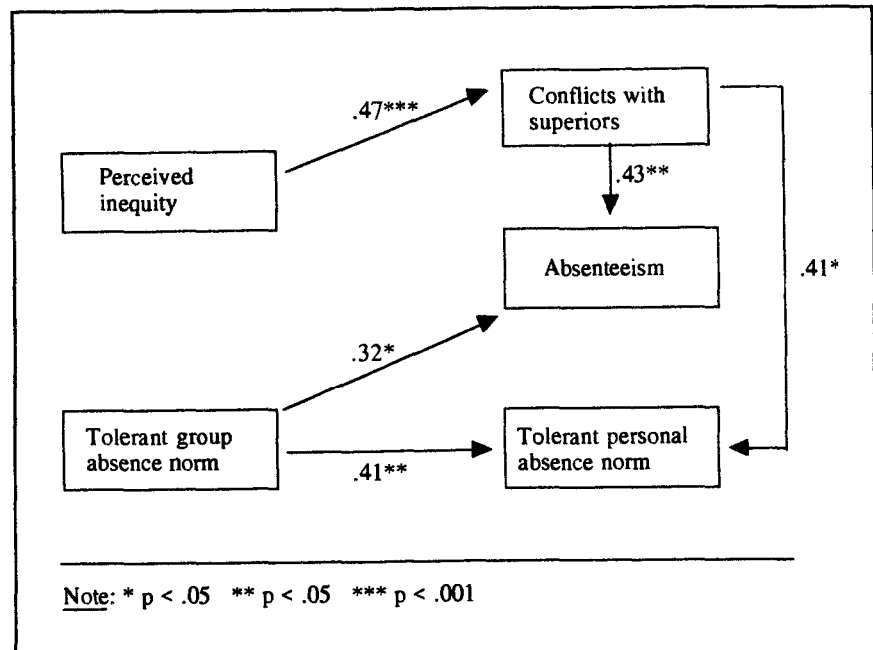 Conflicts with
superiors
.47***
Perceived
inequity
.43**
Absenteeism
.41*
.32*
Tolerant group
absence norm
.41**
Tolerant personal
absence norm
Note: * p < .05 ** p < .05 *** p < .001